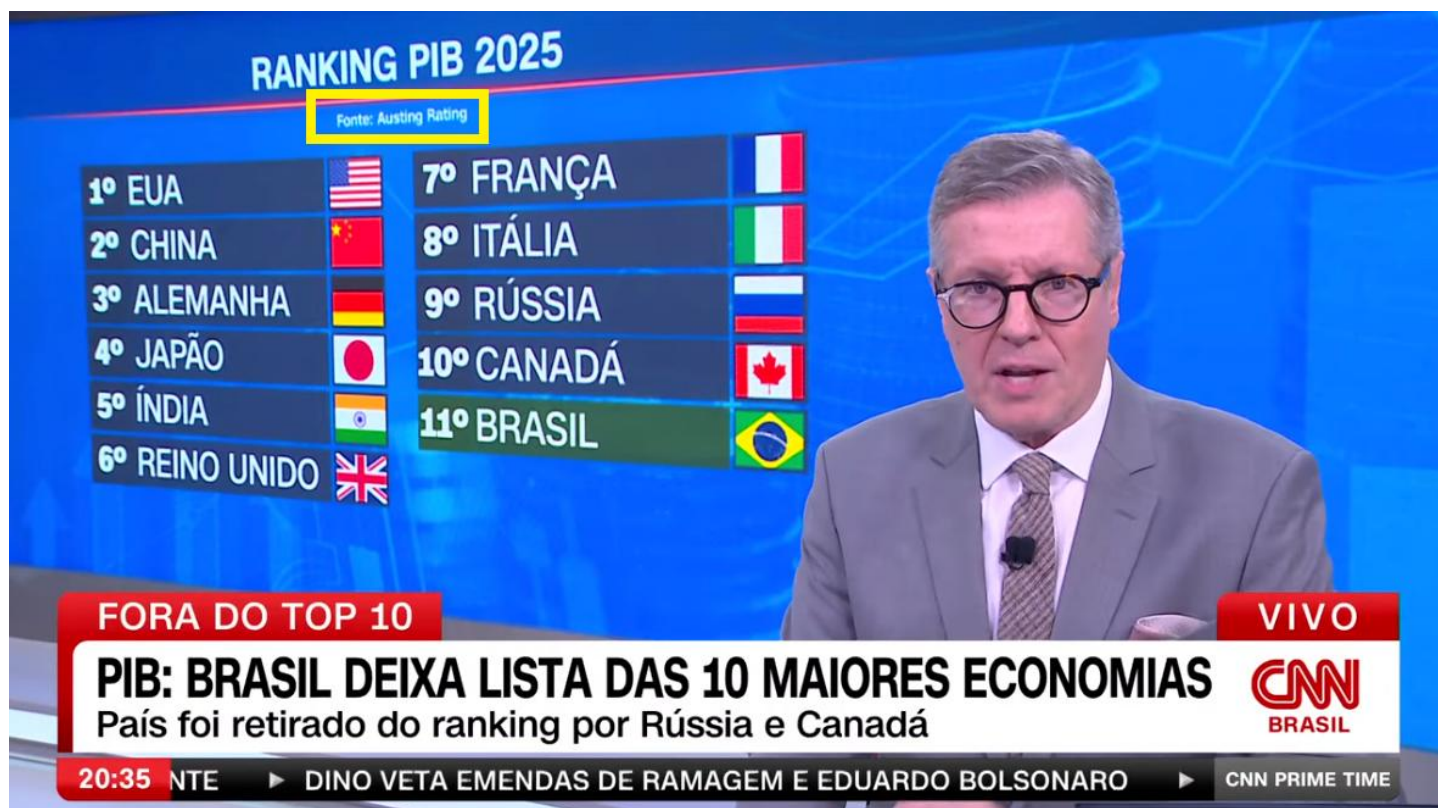 RANKING PIB 2025
Fonte: Austing Rating
1º EUA
2º CHINA
3º ALEMANHA
4º JAPÃO
5º ÍNDIA
6º REINO UNIDO
7º FRANÇA
8º ITÁLIA
9º RÚSSIA
10º CANADÁ
11º BRASIL
FORA DO TOP 10
VIVO
PIB: BRASIL DEIXA LISTA DAS 10 MAIORES ECONOMIAS
País foi retirado do ranking por Rússia e Canadá
CNN
BRASIL
20:35 NTE ▶ DINO VETA EMENDAS DE RAMAGEM E EDUARDO BOLSONARO ▶ CNN PRIME TIME